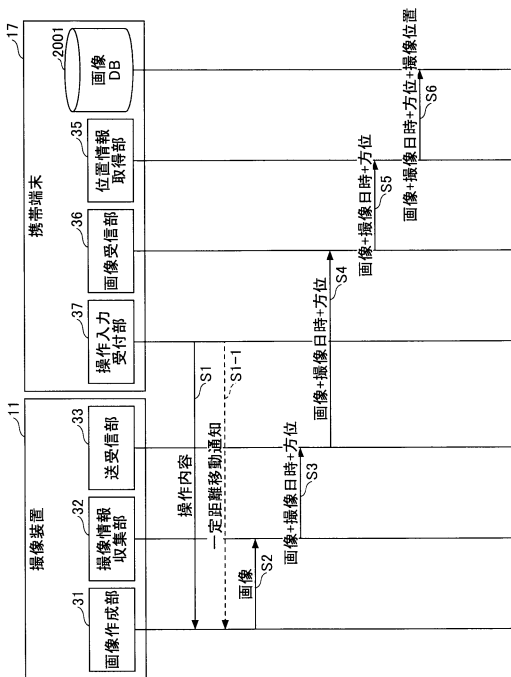 撮像装置
11
携帯端末
17
31
画像作成部
32
撮像情報
収集部
33
送受信部
37
操作入力
受付部
36
画像受信部
35
位置情報
取得部
2001
画像
DB
操作内容
S1
一定距離移動通知
S1-1
画像
S2
画像+撮像日時+方位
S3
画像+撮像日時+方位
S4
画像+撮像日時+方位
S5
画像+撮像日時+方位+撮像位置
S6